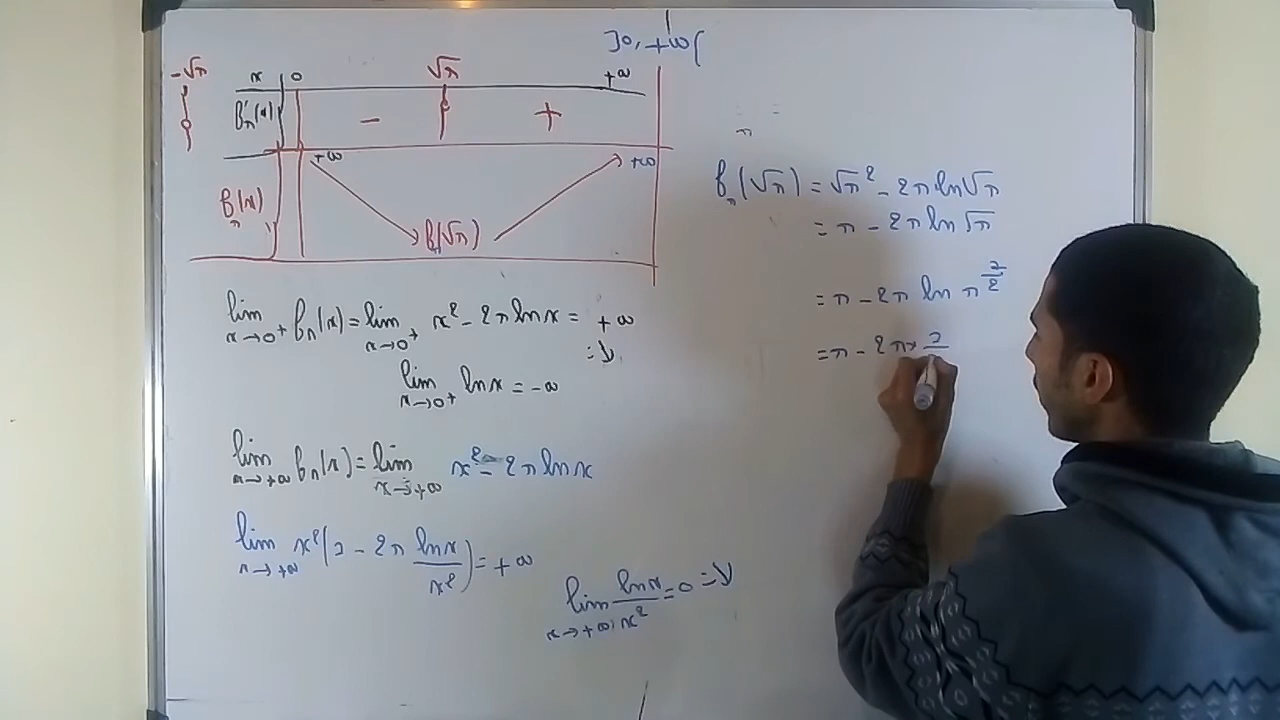 ]0, +∞[
-√n x 0 √n +∞
f'n(x) - +
+∞ +∞
fn(x) fn(√n)
lim x→0⁺ fn(x) = lim x→0⁺ x² - 2n ln x = +∞
lim x→0⁺ ln x = -∞
lim x→+∞ fn(x) = lim x→+∞ x² - 2n ln x
lim x→+∞ x²(1 - 2n ln x / x²) = +∞
lim x→+∞ ln x / x² = 0
n
fn(√n) = √n² - 2n ln √n
= n - 2n ln √n
= n - 2n ln n^(1/2)
= n - 2n × 1